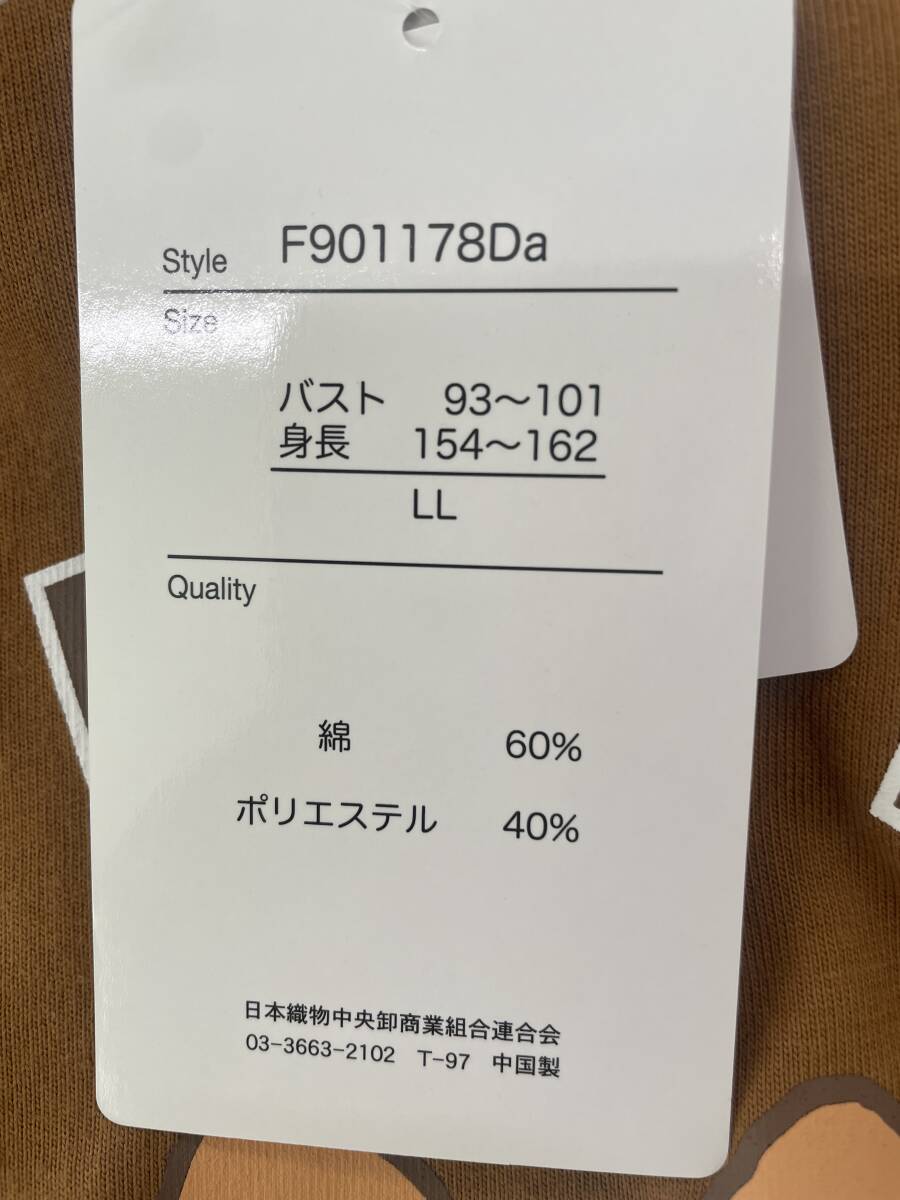 Style F901178Da
Size
バスト 93〜101
身長 154〜162
LL
Quality
綿 60%
ポリエステル 40%
日本織物中央卸商業組合連合会
03-3663-2102 T-97 中国製